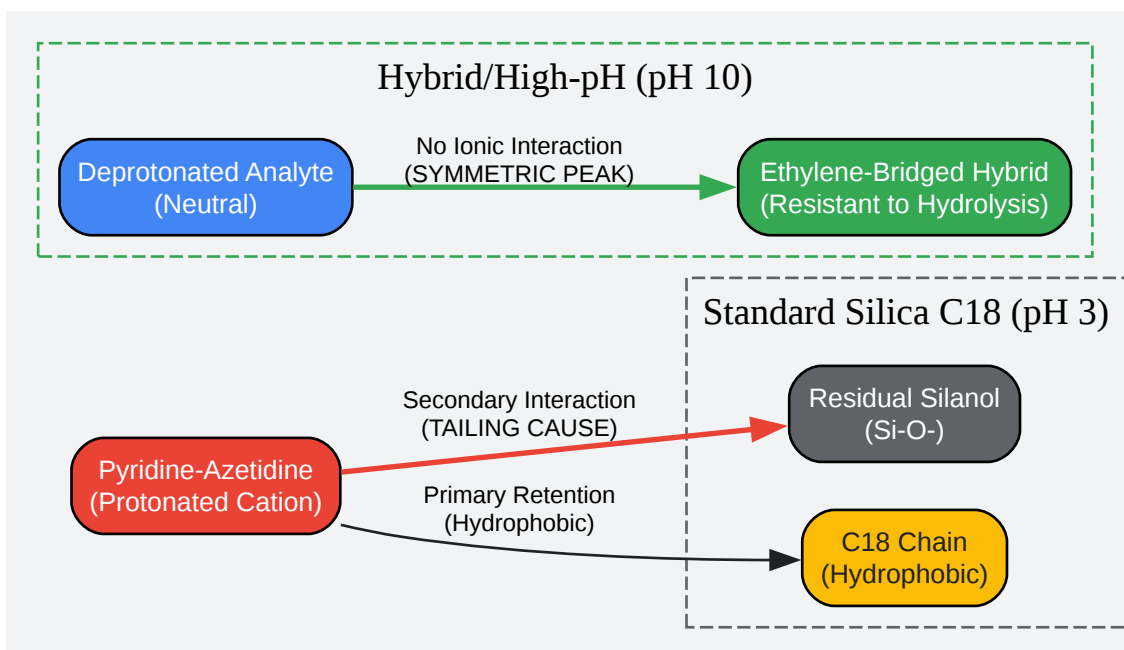 Hybrid/High-pH (pH 10)
Deprotonated Analyte
(Neutral)
No Ionic Interaction
(SYMMETRIC PEAK)
Ethylene-Bridged Hybrid
(Resistant to Hydrolysis)
Standard Silica C18 (pH 3)
Pyridine-Azetidine
(Protonated Cation)
Secondary Interaction
(TAILING CAUSE)
Residual Silanol
(Si-O-)
Primary Retention
(Hydrophobic)
C18 Chain
(Hydrophobic)